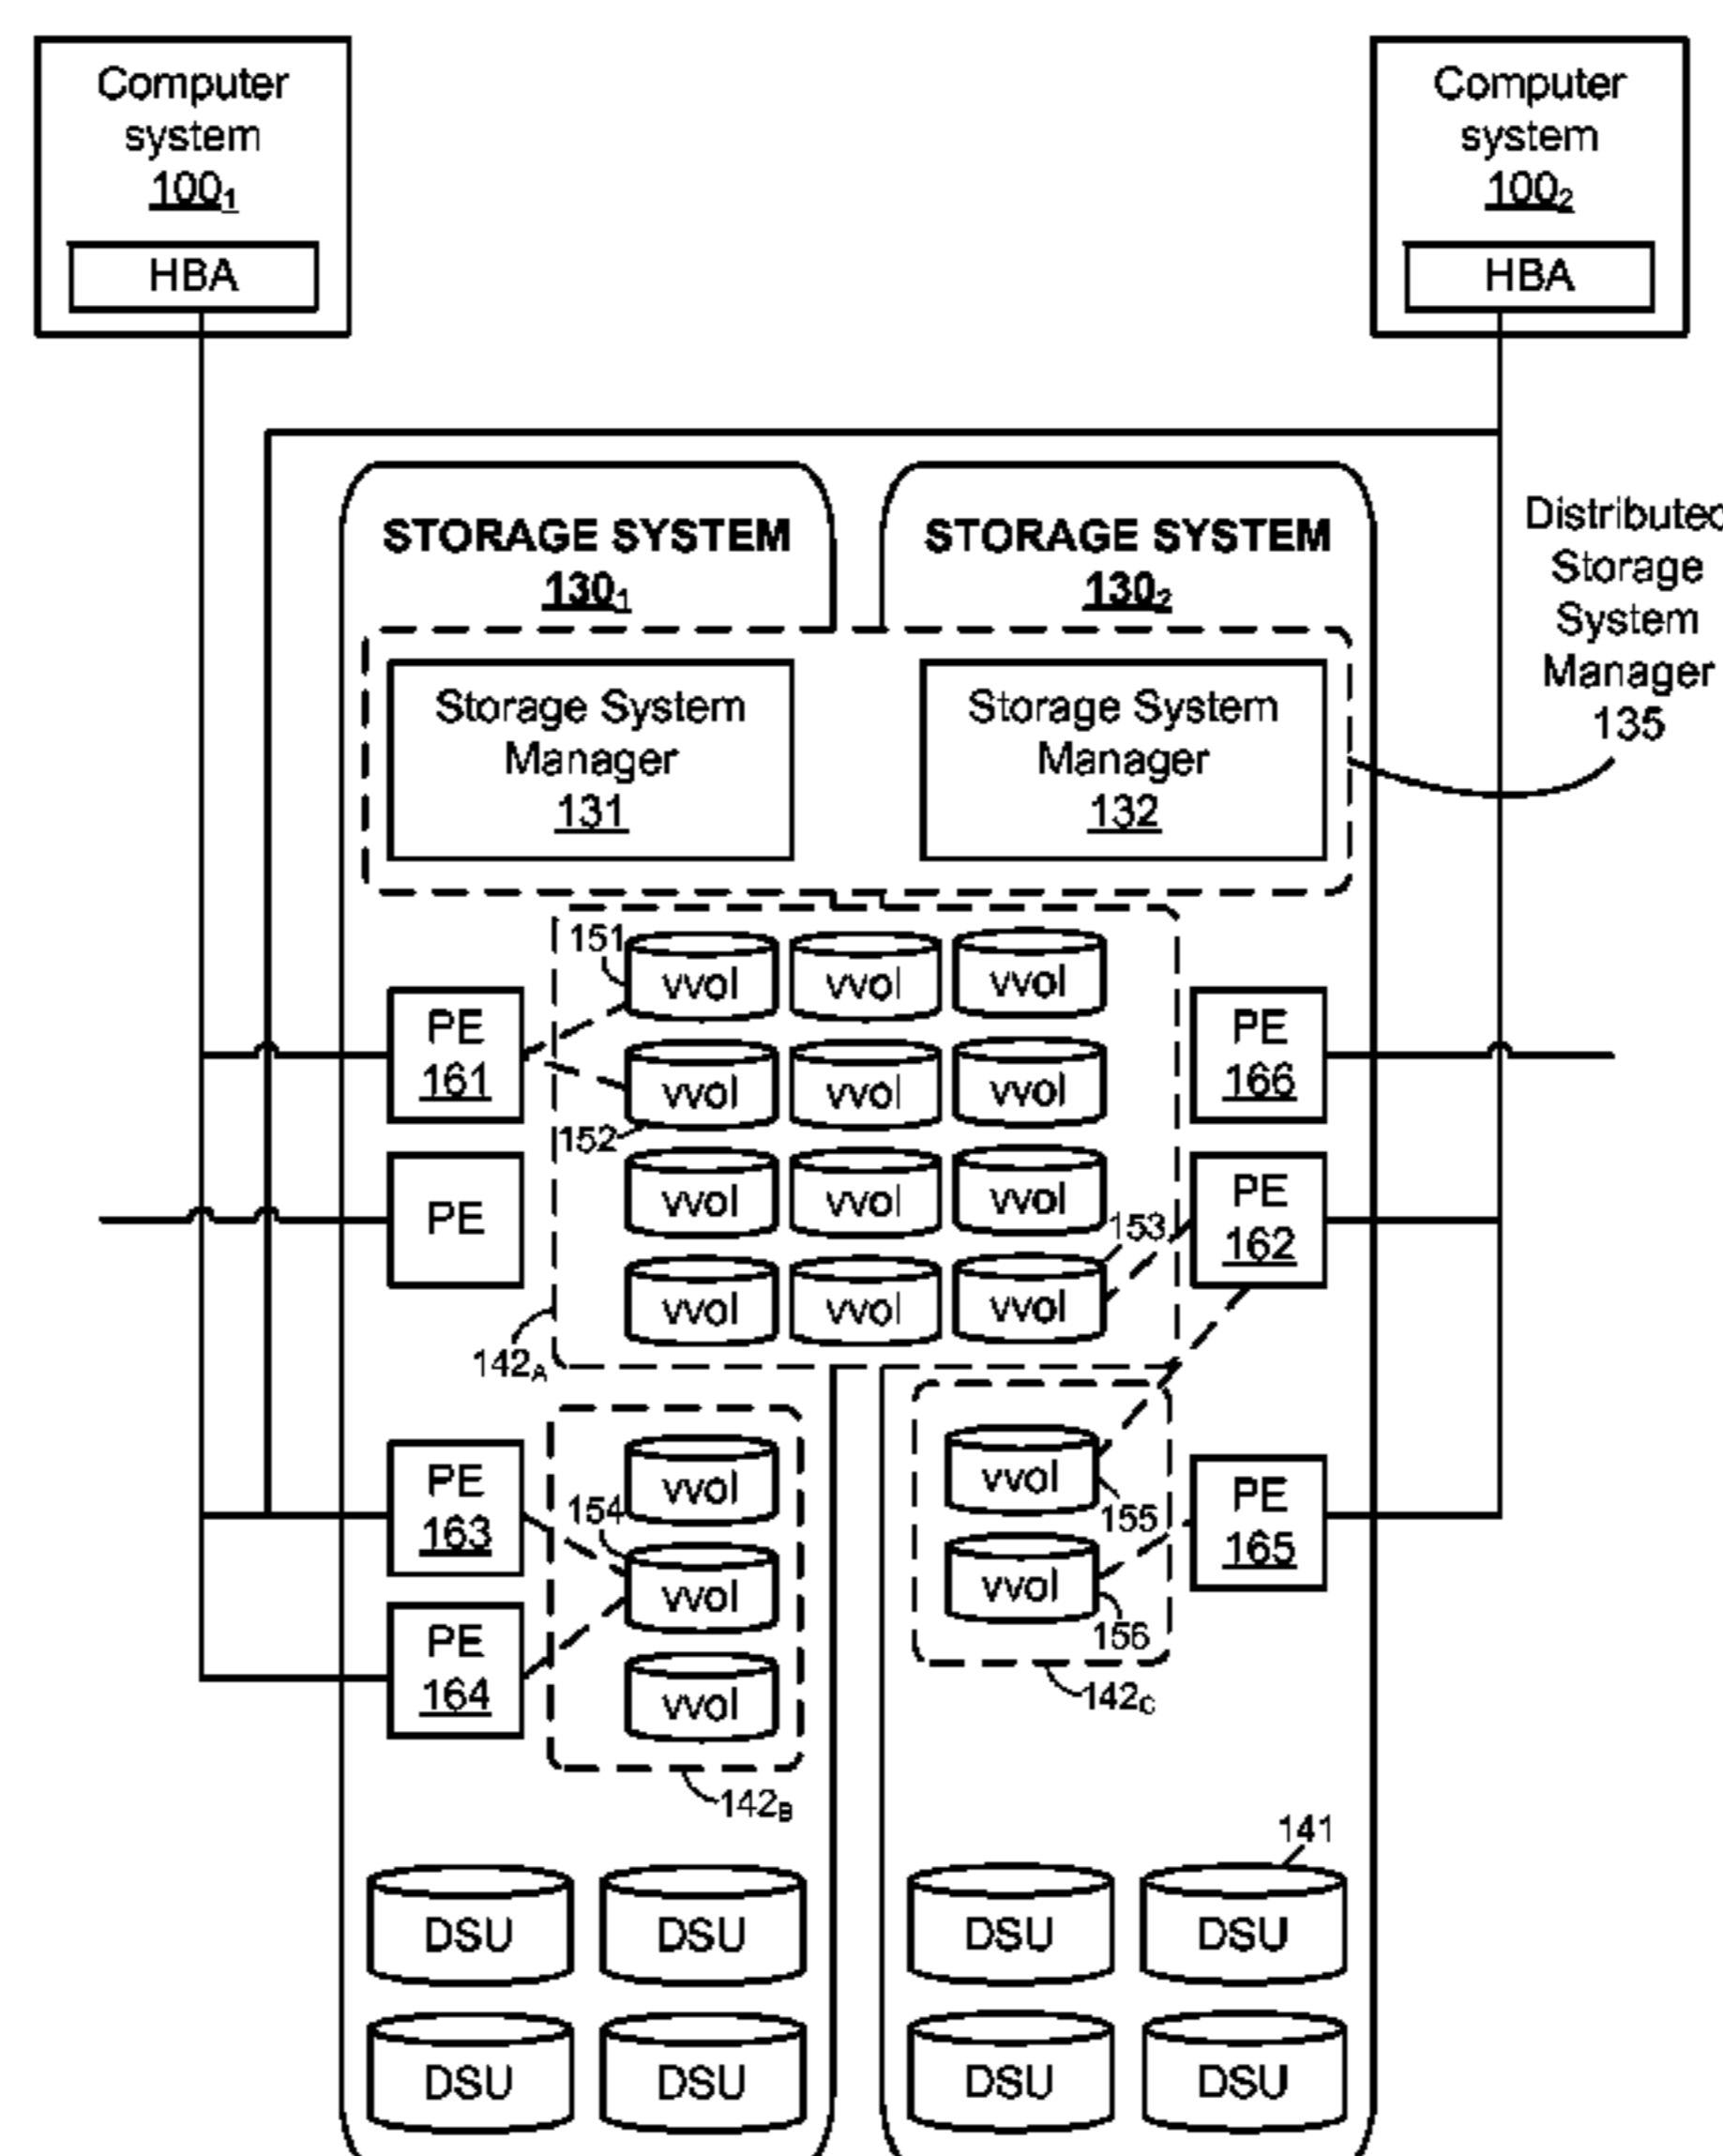 Computer
system
100₁
HBA
Computer
system
100₂
HBA
STORAGE SYSTEM
130₁
STORAGE SYSTEM
130₂
Distributed
Storage
System
Manager
135
Storage System
Manager
131
Storage System
Manager
132
151
vvol vvol vvol
PE
161
PE
166
vvol vvol vvol
152
PE
vvol vvol vvol
153
PE
162
vvol vvol vvol
142A
PE
163
vvol
154
vvol
PE
164
vvol
142B
vvol
155
PE
165
vvol
156
142C
141
DSU DSU DSU DSU
DSU DSU DSU DSU